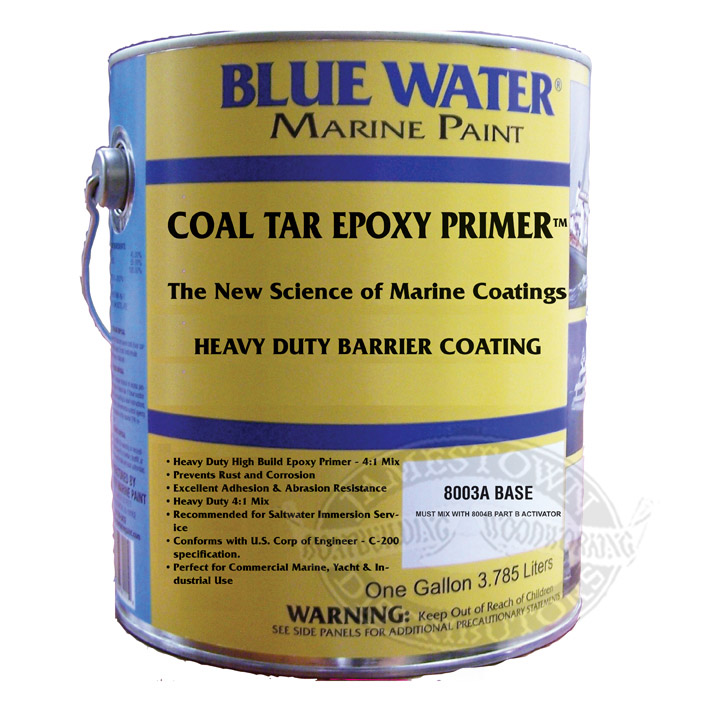 BLUE WATER®
MARINE PAINT
COAL TAR EPOXY PRIMER™
The New Science of Marine Coatings
HEAVY DUTY BARRIER COATING
• Heavy Duty High Build Epoxy Primer - 4:1 Mix
• Prevents Rust and Corrosion
• Excellent Adhesion & Abrasion Resistance
• Heavy Duty 4:1 Mix
• Recommended for Saltwater Immersion Serv-
ice
• Conforms with U.S. Corp of Engineer - C-200
specification.
• Perfect for Commercial Marine, Yacht & In-
dustrial Use
8003A BASE
MUST MIX WITH 8004B PART B ACTIVATOR
One Gallon 3.785 Liters
WARNING: Keep Out of Reach of Children
SEE SIDE PANELS FOR ADDITIONAL PRECAUTIONARY STATEMENTS
JAMESTOWN
BOATBUILDING WOODWORKING
DISTRIBUTORS